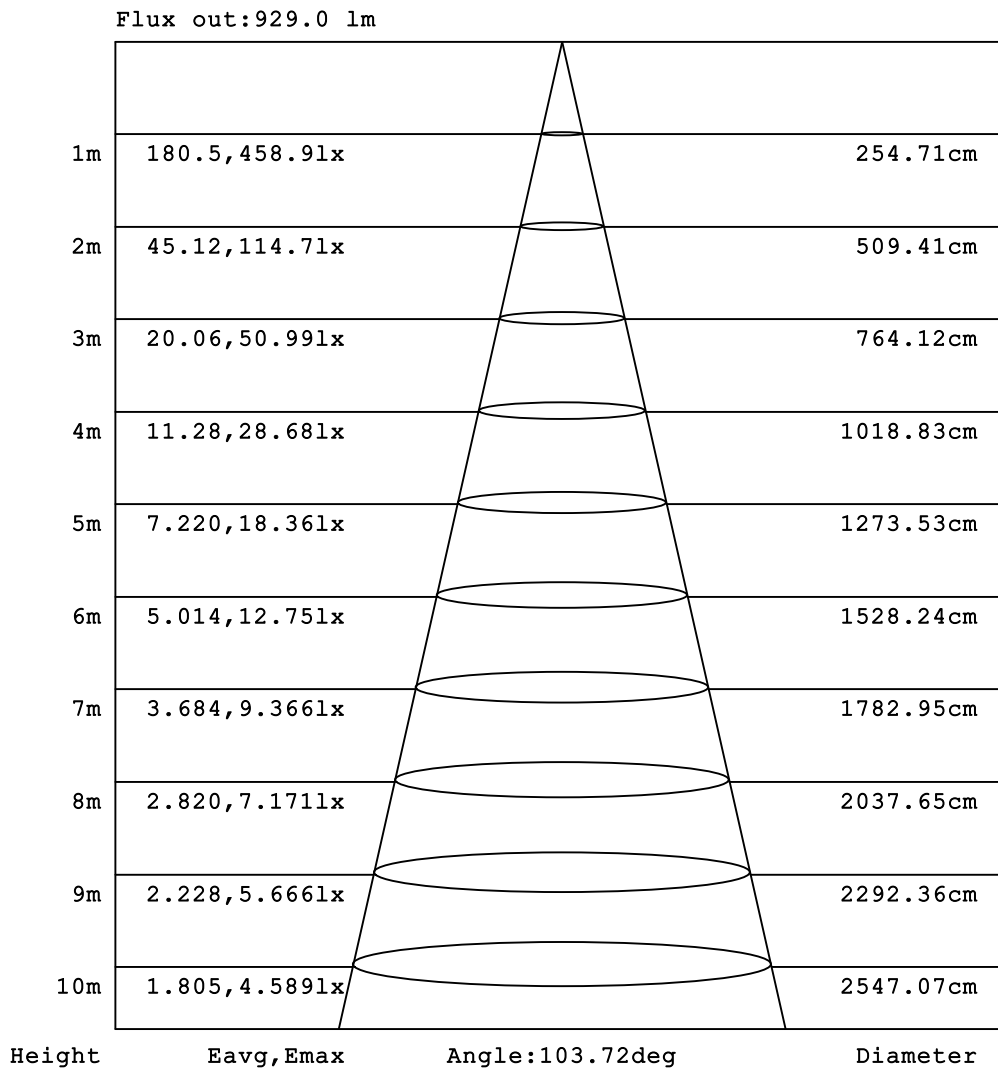 Flux out:929.0 lm
1m 180.5,458.9lx 254.71cm
2m 45.12,114.7lx 509.41cm
3m 20.06,50.99lx 764.12cm
4m 11.28,28.68lx 1018.83cm
5m 7.220,18.36lx 1273.53cm
6m 5.014,12.75lx 1528.24cm
7m 3.684,9.366lx 1782.95cm
8m 2.820,7.171lx 2037.65cm
9m 2.228,5.666lx 2292.36cm
10m 1.805,4.589lx 2547.07cm
Height Eavg,Emax Angle:103.72deg Diameter